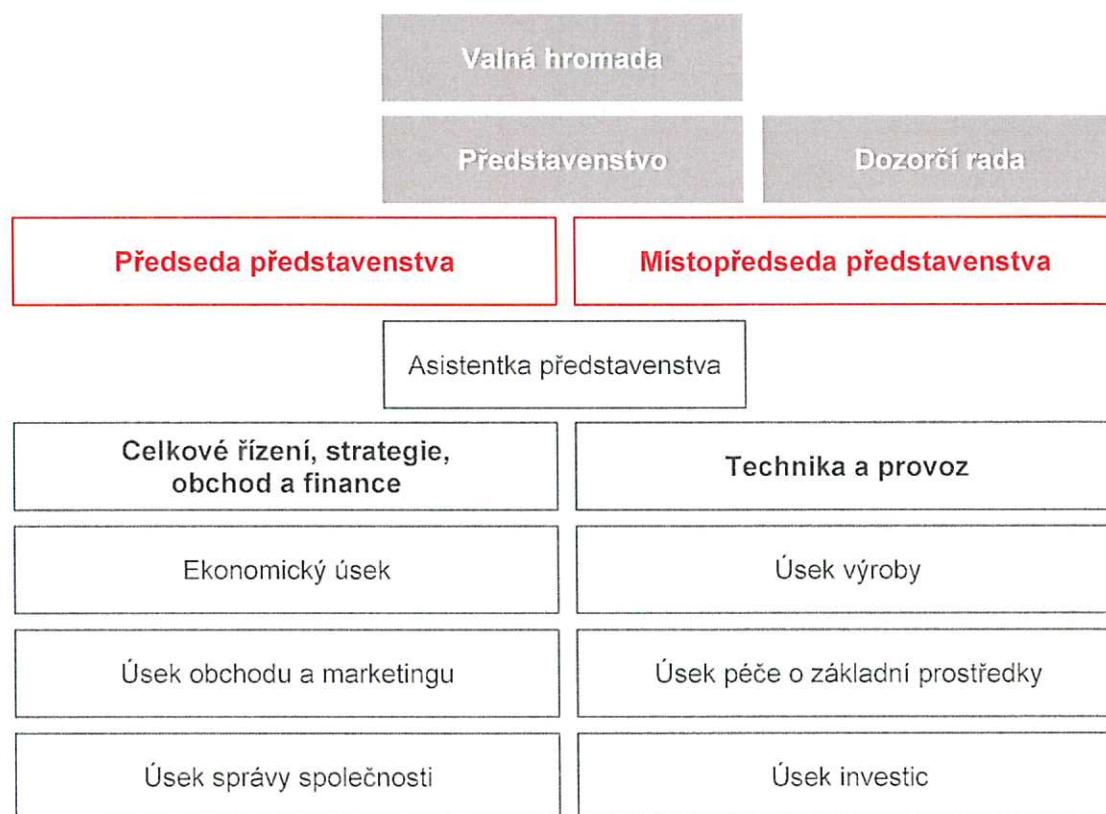 Valná hromada
Představenstvo
Dozorčí rada
Předseda představenstva
Místopředseda představenstva
Asistentka představenstva
Celkové řízení, strategie,
obchod a finance
Technika a provoz
Ekonomický úsek
Úsek výroby
Úsek obchodu a marketingu
Úsek péče o základní prostředky
Úsek správy společnosti
Úsek investic